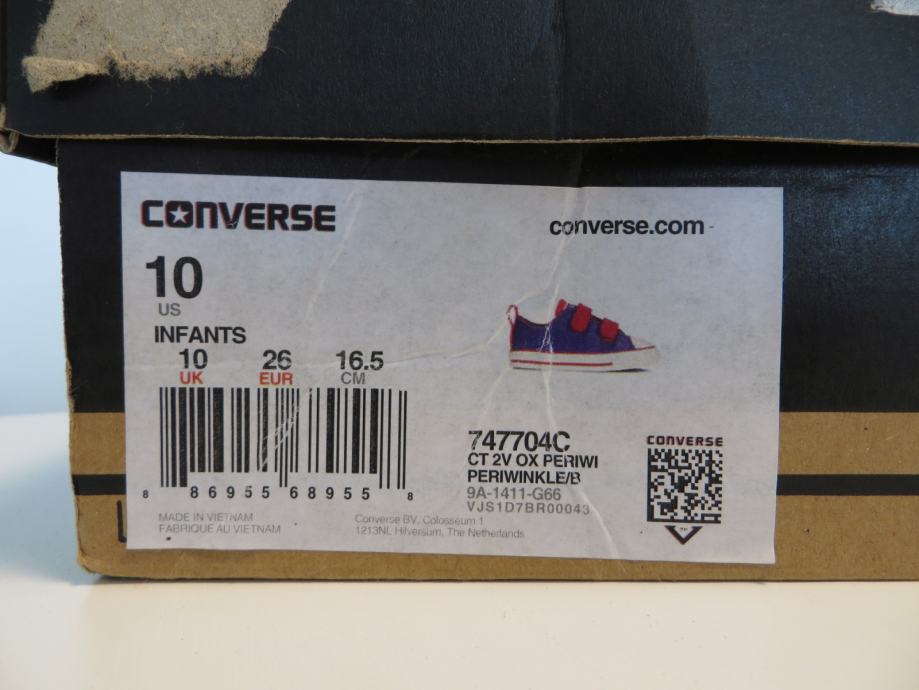 CONVERSE
converse.com
10
US
INFANTS
10 26 16.5
UK EUR CM
8 86955 68955 8
747704C
CT 2V OX PERIWI
PERIWINKLE/B
9A-1411-G66
VJS1D7BR00043
CONVERSE
MADE IN VIETNAM
FABRIQUE AU VIETNAM
Converse BV, Colosseum 1
1213NL Hilversum, The Netherlands